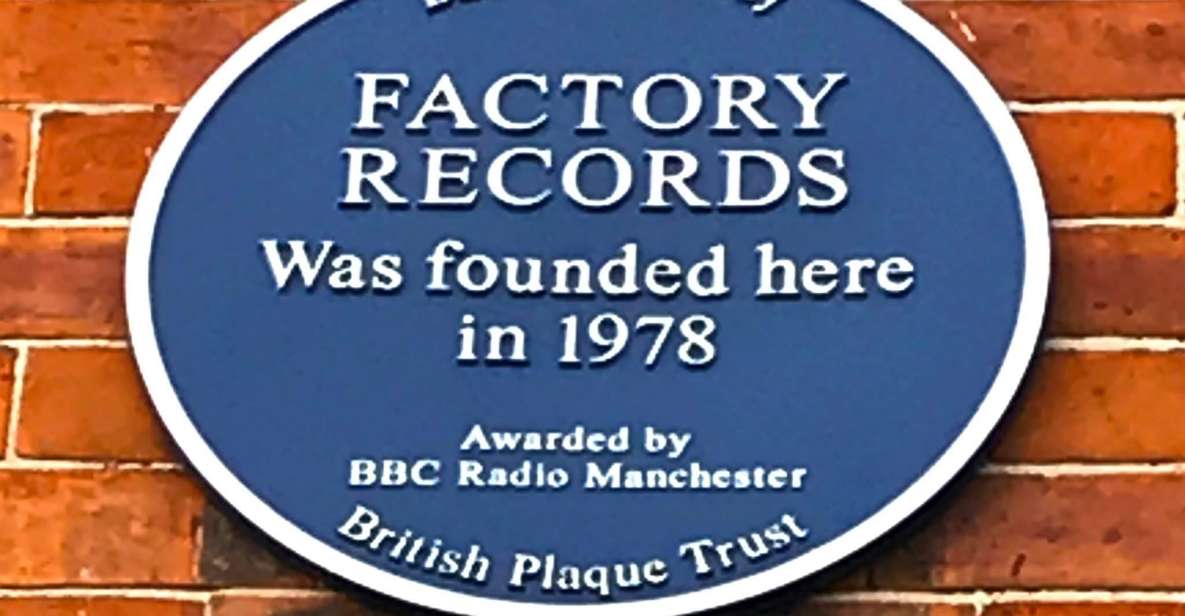 FACTORY
RECORDS
Was founded here
in 1978
Awarded by
BBC Radio Manchester
British Plaque Trust